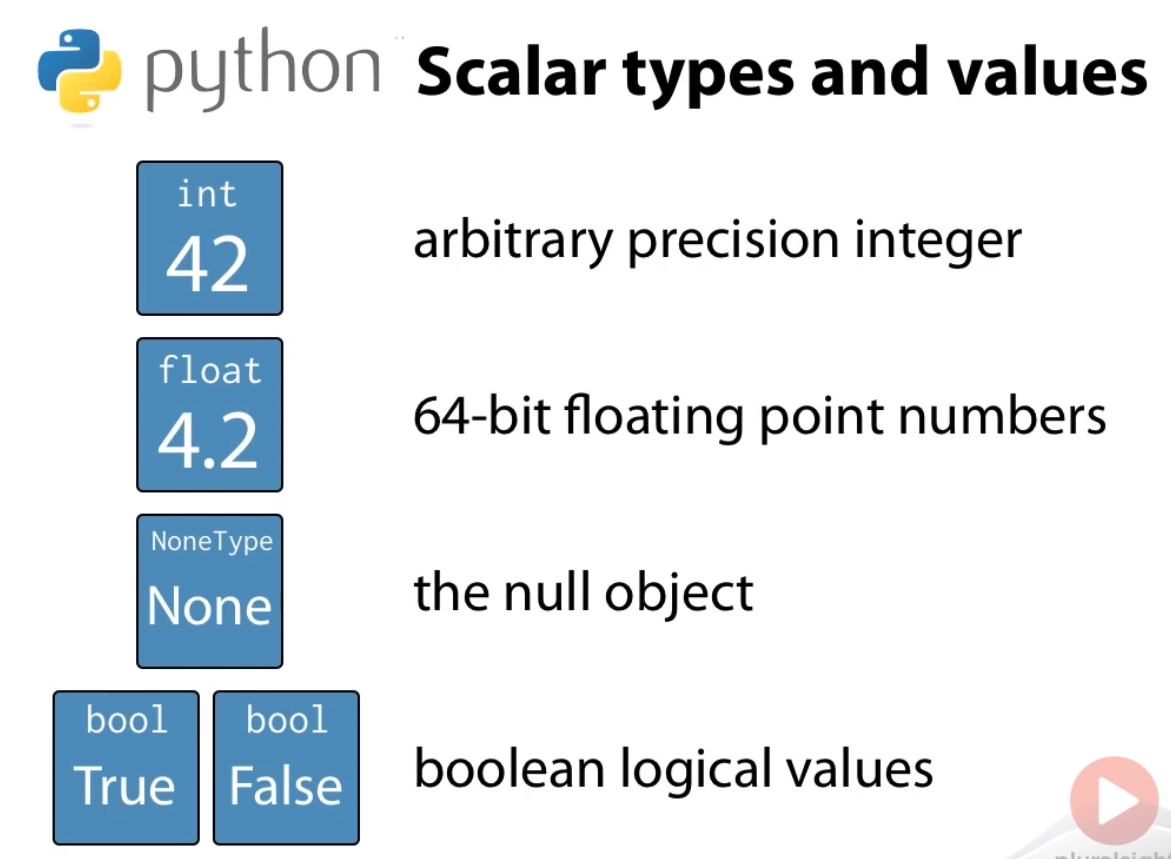 python Scalar types and values
int
42
arbitrary precision integer
float
4.2
64-bit floating point numbers
NoneType
None
the null object
bool
True
bool
False
boolean logical values